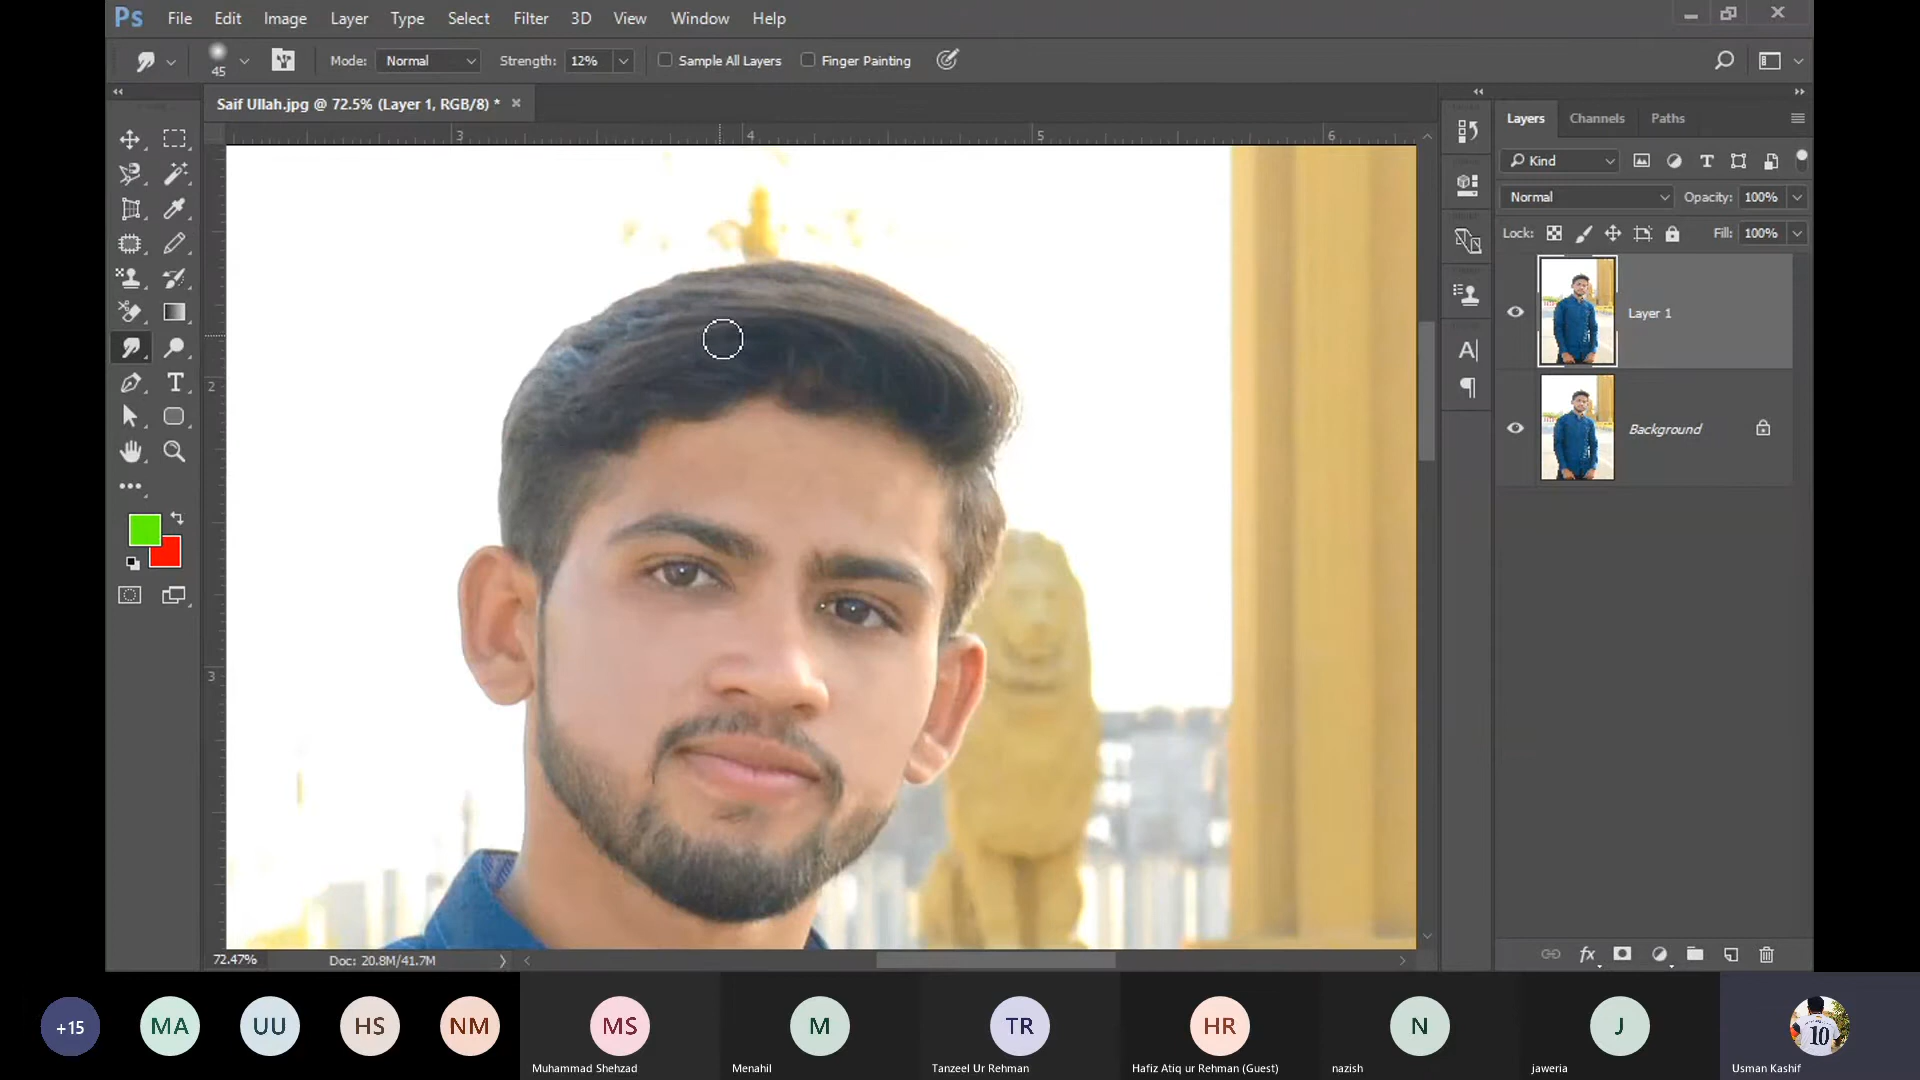 Ps File Edit Image Layer Type Select Filter 3D View Window Help
45 Mode: Normal Strength: 12% Sample All Layers Finger Painting
Saif Ullah.jpg @ 72.5% (Layer 1, RGB/8) *
3 4 5 6
2
3
Layers Channels Paths
Kind
Normal Opacity: 100%
Lock: Fill: 100%
Layer 1
Background
fx
72.47% Doc: 20.8M/41.7M
+15 MA UU HS NM MS M TR HR N J 10
Muhammad Shehzad Menahil Tanzeel Ur Rehman Hafiz Atiq ur Rehman (Guest) nazish jaweria Usman Kashif